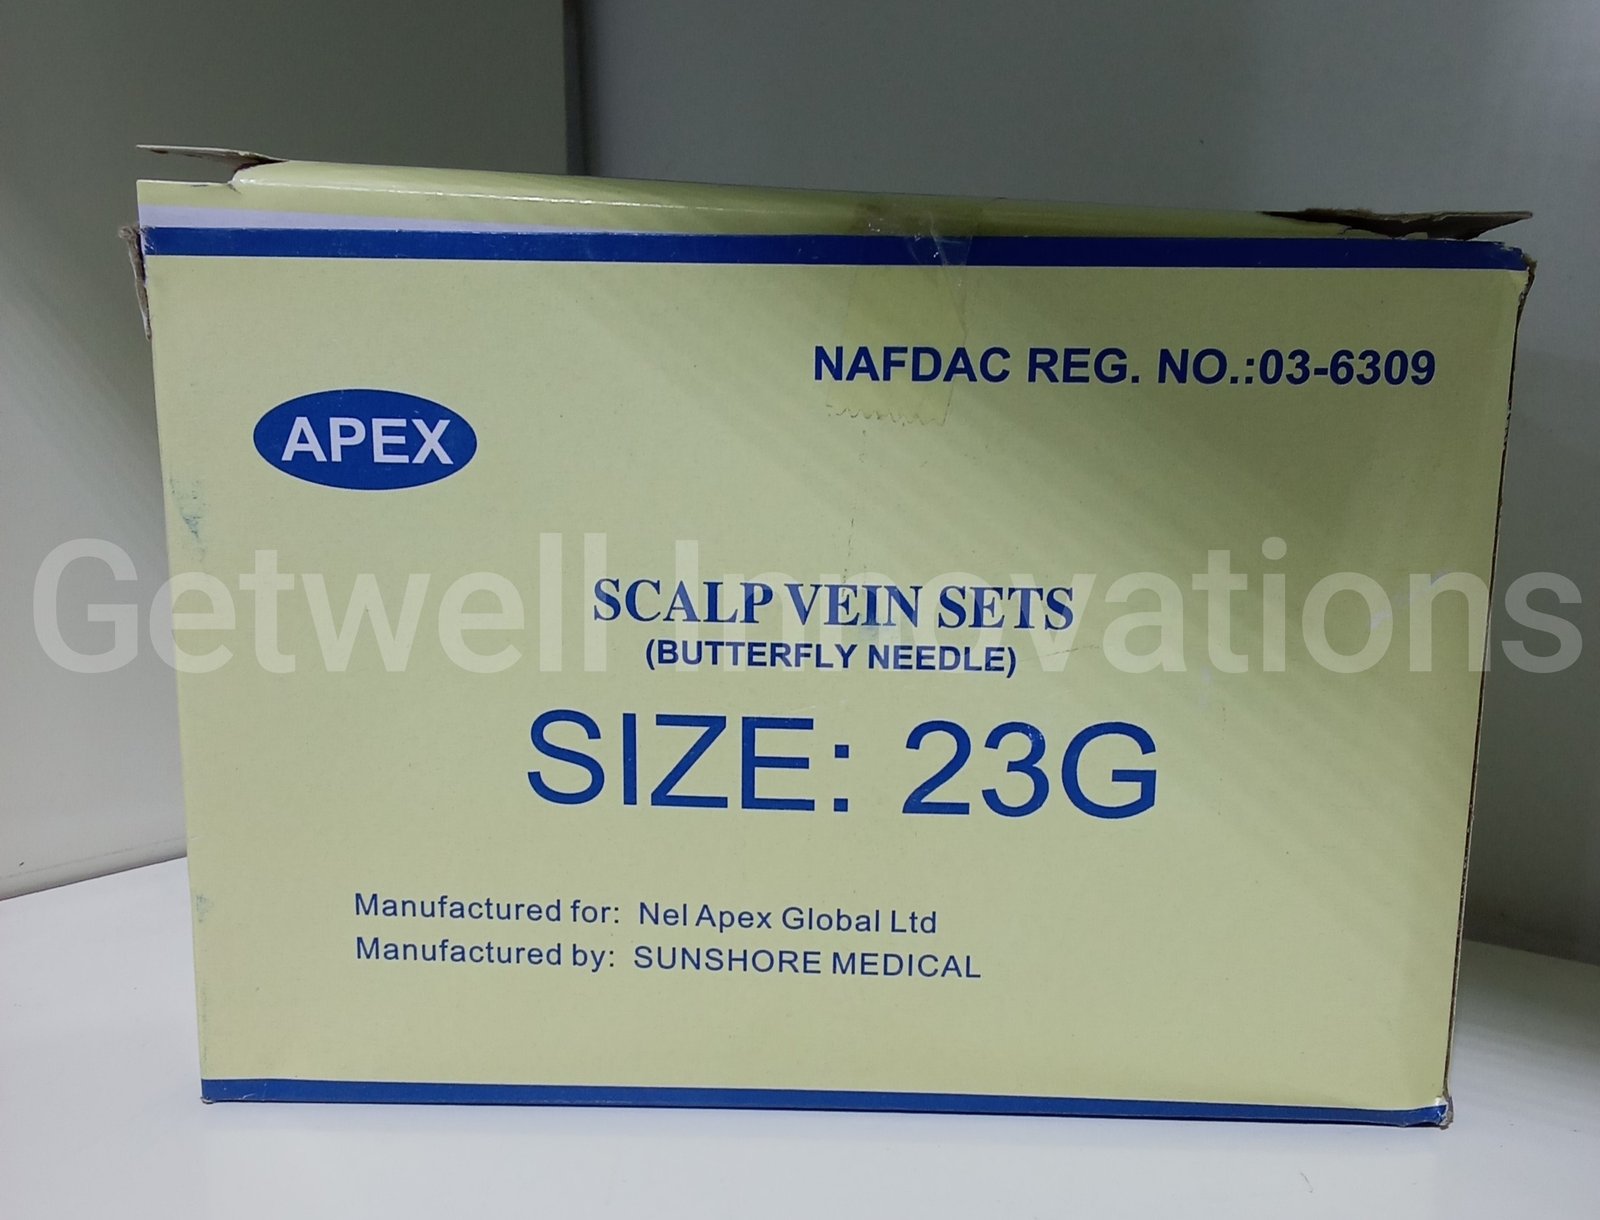 NAFDAC REG. NO.:03-6309
APEX
Getwell Innovations
SCALP VEIN SETS
(BUTTERFLY NEEDLE)
SIZE: 23G
Manufactured for: Nel Apex Global Ltd
Manufactured by: SUNSHORE MEDICAL